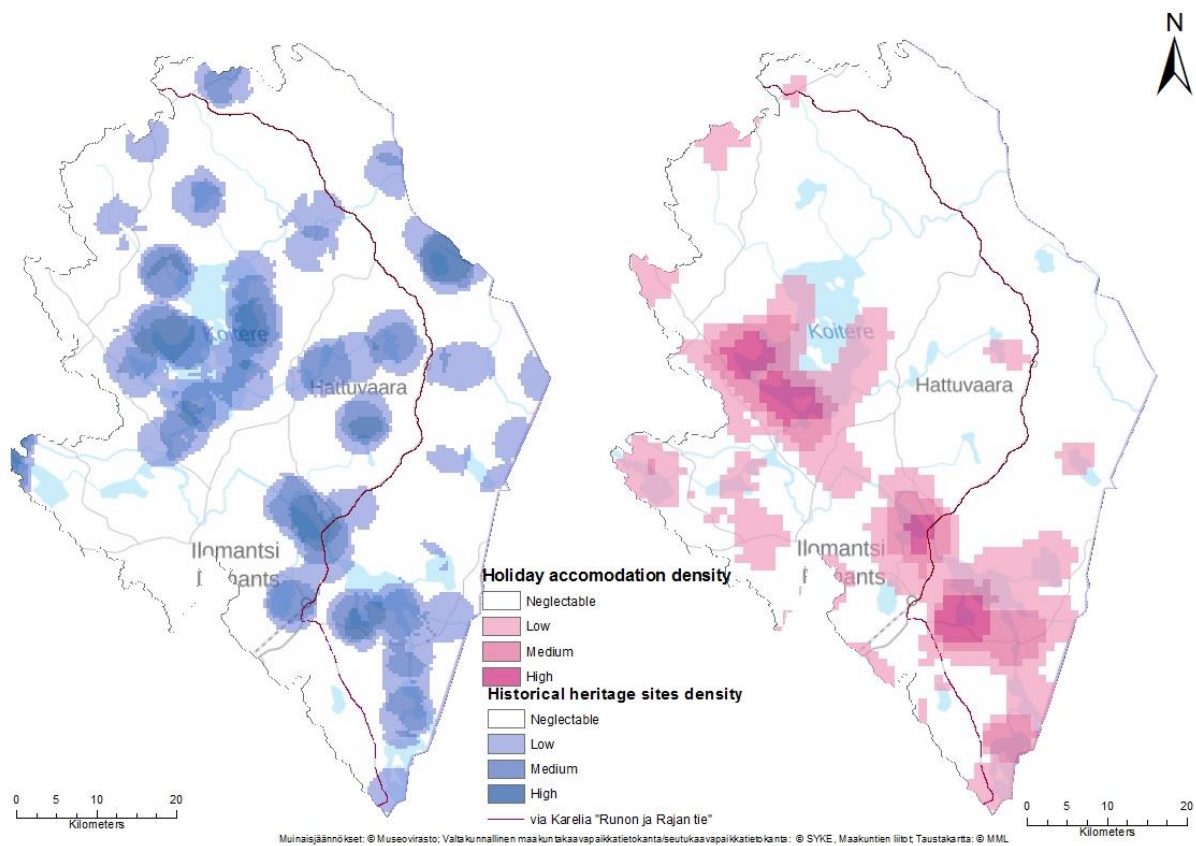 N
Koitere
Hattuvaara
Ilomantsi
Koitere
Hattuvaara
Ilomantsi
Holiday accomodation density
Neglectable
Low
Medium
High
Historical heritage sites density
Neglectable
Low
Medium
High
via Karelia "Runon ja Rajan tie"
0 5 10 20
Kilometers
0 5 10 20
Kilometers
Muinaisjäännökset: © Museovirasto; Valtakunnallinen maakuntakaavapaikkatietokanta/seutukaavapaikkatietokanta: © SYKE, Maakuntien liitot; Taustakartta: © MML